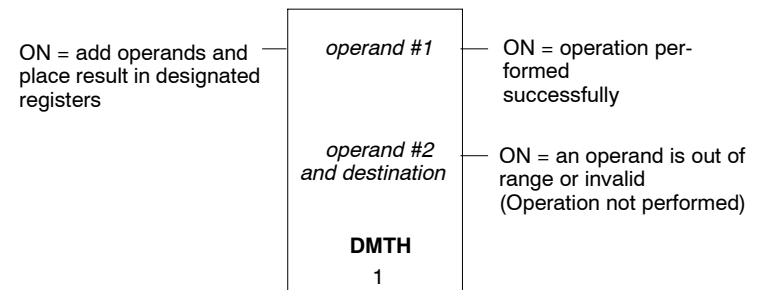 ON = add operands and
place result in designated
registers
operand #1
ON = operation per-
formed
successfully
operand #2
and destination
ON = an operand is out of
range or invalid
(Operation not performed)
DMTH
1